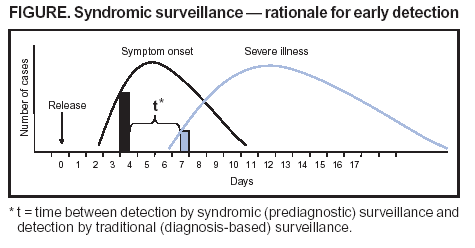 FIGURE. Syndromic surveillance — rationale for early detection
Symptom onset
Severe illness
Number of cases
Release
t*
0 1 2 3 4 5 6 7 8 9 10 11 12 13 14 15 16 17
Days
* t = time between detection by syndromic (prediagnostic) surveillance and
detection by traditional (diagnosis-based) surveillance.